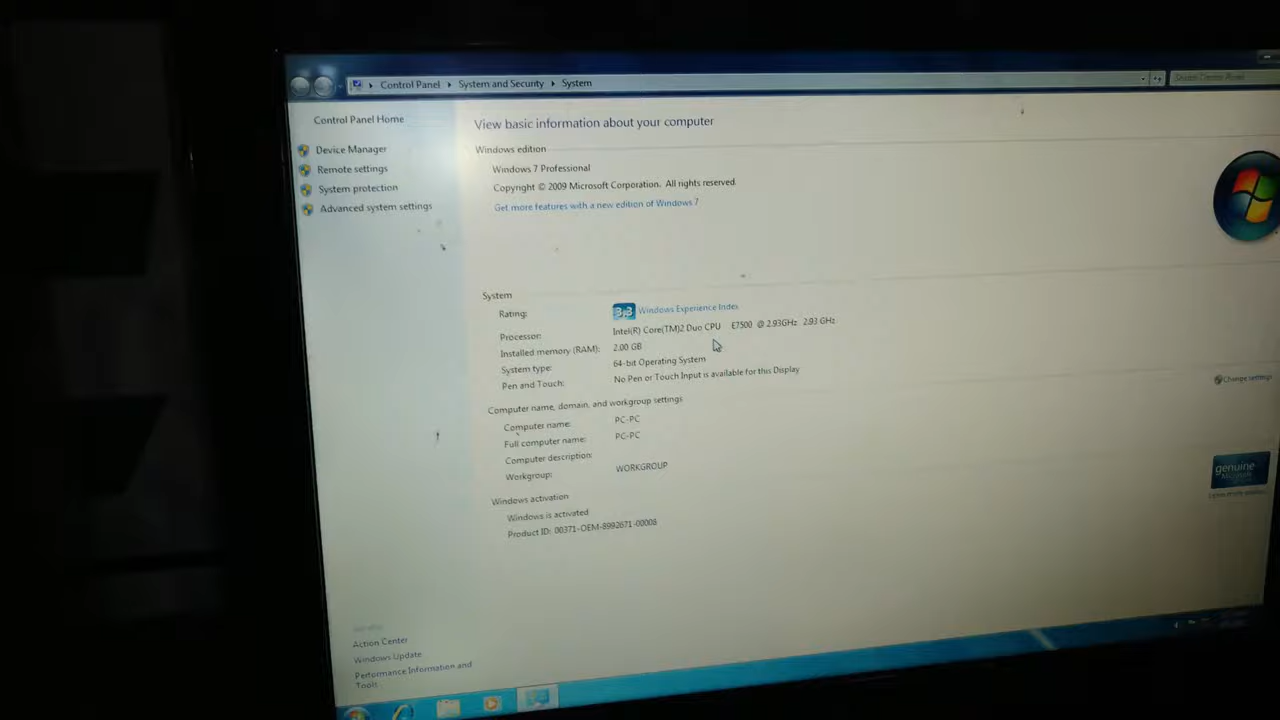 Control Panel ▸ System and Security ▸ System
Control Panel Home
Device Manager
Remote settings
System protection
Advanced system settings
View basic information about your computer
Windows edition
Windows 7 Professional
Copyright © 2009 Microsoft Corporation. All rights reserved.
Get more features with a new edition of Windows 7
System
Rating: 3,3 Windows Experience Index
Processor: Intel(R) Core(TM)2 Duo CPU E7500 @ 2.93GHz 2.93 GHz
Installed memory (RAM): 2.00 GB
System type: 64-bit Operating System
Pen and Touch: No Pen or Touch Input is available for this Display
Computer name, domain, and workgroup settings
Computer name: PC-PC
Change settings
Full computer name: PC-PC
Computer description:
Workgroup: WORKGROUP
Windows activation
Windows is activated
Product ID: 00371-OEM-8992671-00008
genuine
Action Center
Windows Update
Performance Information and
Tools